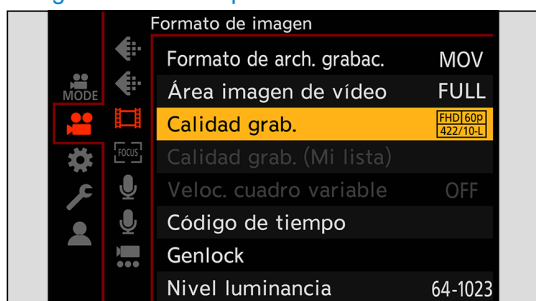 Formato de imagen
MODE
FOCUS
Formato de arch. grabac. MOV
Área imagen de vídeo FULL
Calidad grab. FHD 60p 422/10-L
Calidad grab. (Mi lista)
Veloc. cuadro variable OFF
Código de tiempo
Genlock
Nivel luminancia 64-1023